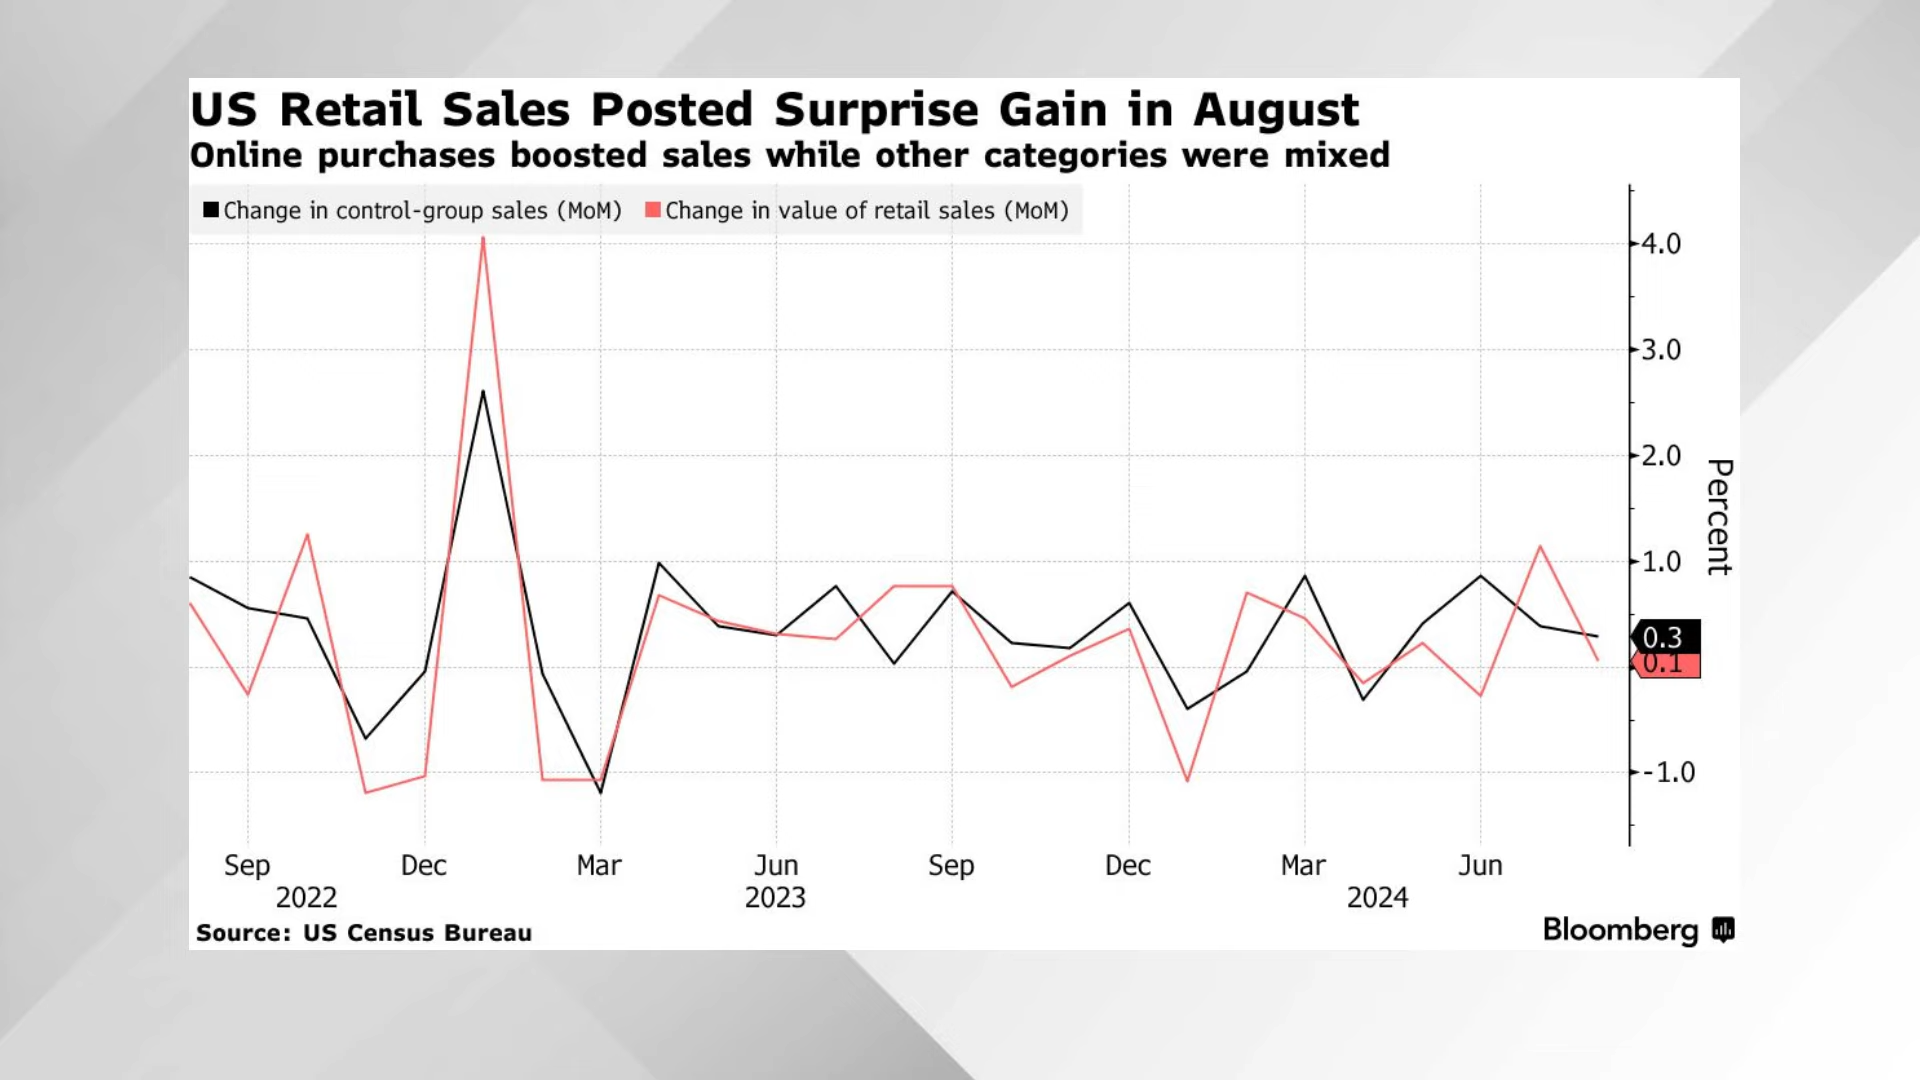 US Retail Sales Posted Surprise Gain in August
Online purchases boosted sales while other categories were mixed
Change in control-group sales (MoM) Change in value of retail sales (MoM)
4.0
3.0
2.0
1.0
0.3
0.1
-1.0
Percent
Sep Dec Mar Jun Sep Dec Mar Jun
2022 2023 2024
Source: US Census Bureau
Bloomberg